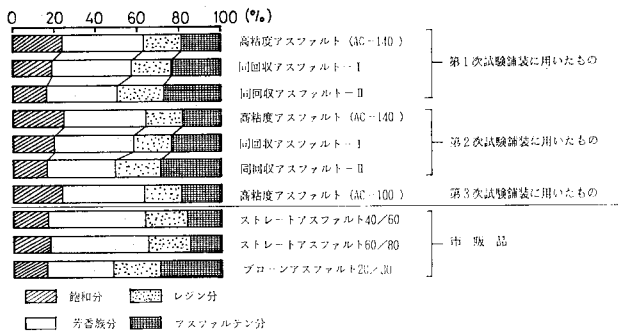 0 20 40 60 80 100 (%)
高粘度アスファルト (AC-140)
同回収アスファルト-Ⅰ
同回収アスファルト-Ⅱ
第1次試験舗装に用いたもの
高粘度アスファルト (AC-140)
同回収アスファルト-Ⅰ
同回収アスファルト-Ⅱ
第2次試験舗装に用いたもの
高粘度アスファルト (AC-100)
第3次試験舗装に用いたもの
ストレートアスファルト40/60
ストレートアスファルト60/80
ブローンアスファルト20/30
市販品
飽和分
レジン分
芳香族分
アスファルテン分